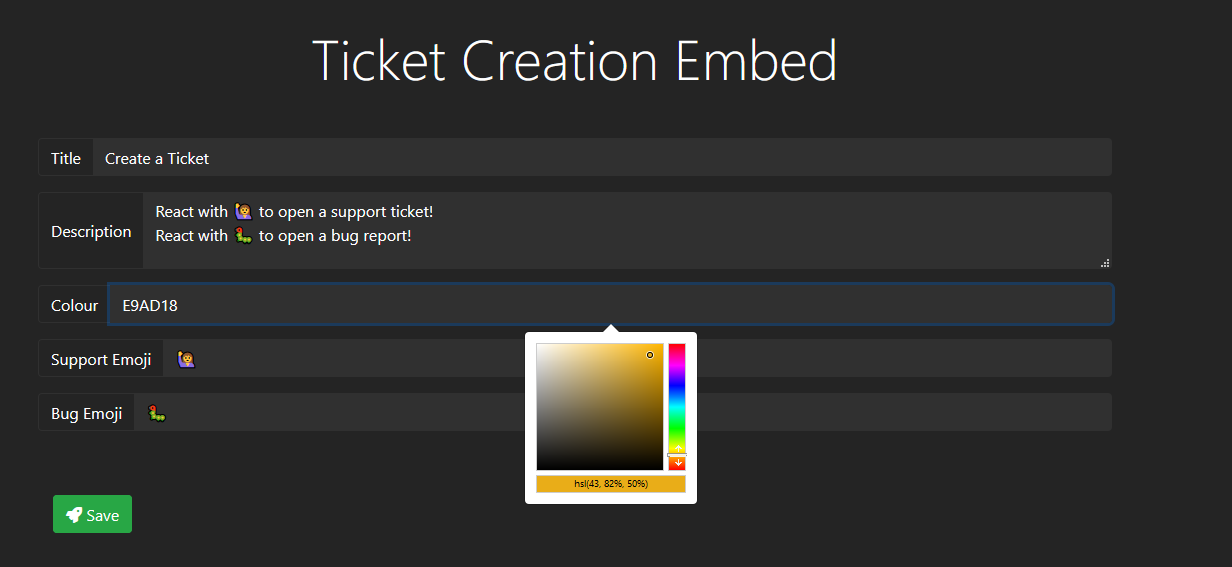 Ticket Creation Embed
Title Create a Ticket
Description
React with 🙋 to open a support ticket!
React with 🐛 to open a bug report!
Colour E9AD18
Support Emoji 🙋
Bug Emoji 🐛
hsl(43, 82%, 50%)
Save